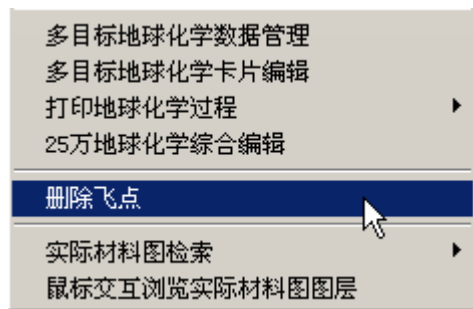 多目标地球化学数据管理
多目标地球化学卡片编辑
打印地球化学过程
25万地球化学综合编辑
删除飞点
实际材料图检索
鼠标交互浏览实际材料图图层